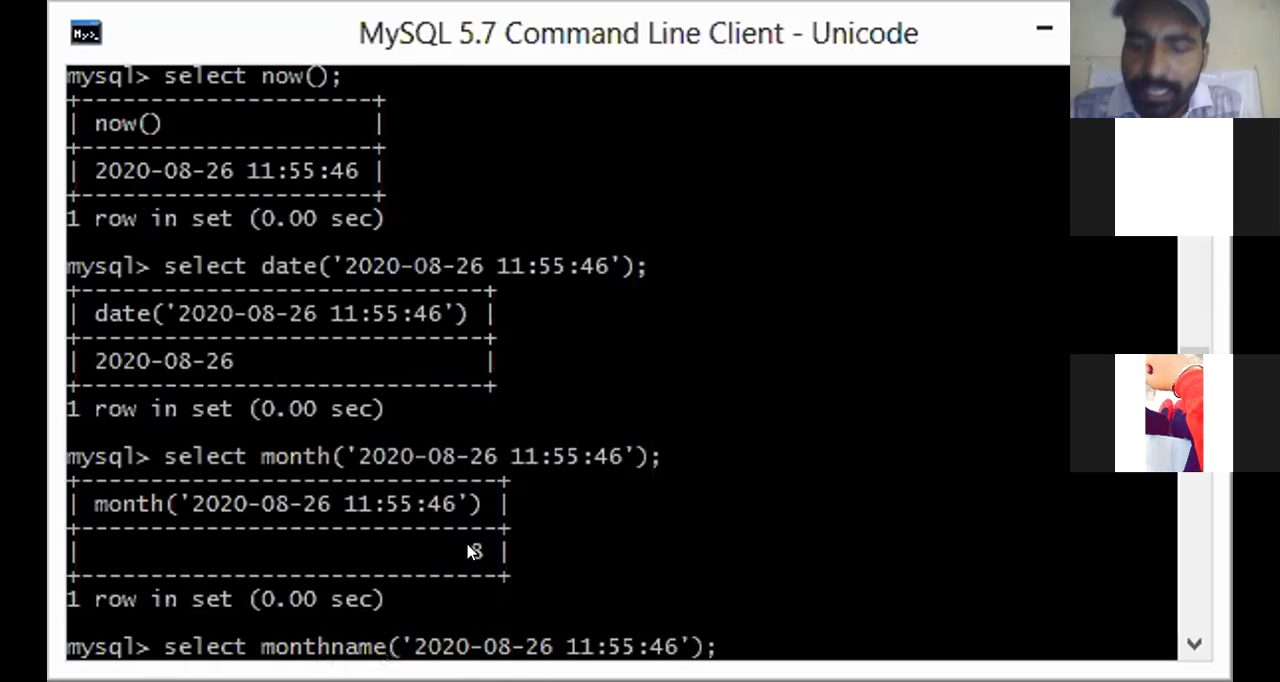 MySQL 5.7 Command Line Client - Unicode
mysql> select now();
+---------------------+
| now()               |
+---------------------+
| 2020-08-26 11:55:46 |
+---------------------+
1 row in set (0.00 sec)
mysql> select date('2020-08-26 11:55:46');
+-----------------------------+
| date('2020-08-26 11:55:46') |
+-----------------------------+
| 2020-08-26                  |
+-----------------------------+
1 row in set (0.00 sec)
mysql> select month('2020-08-26 11:55:46');
+------------------------------+
| month('2020-08-26 11:55:46') |
+------------------------------+
|                            8 |
+------------------------------+
1 row in set (0.00 sec)
mysql> select monthname('2020-08-26 11:55:46');